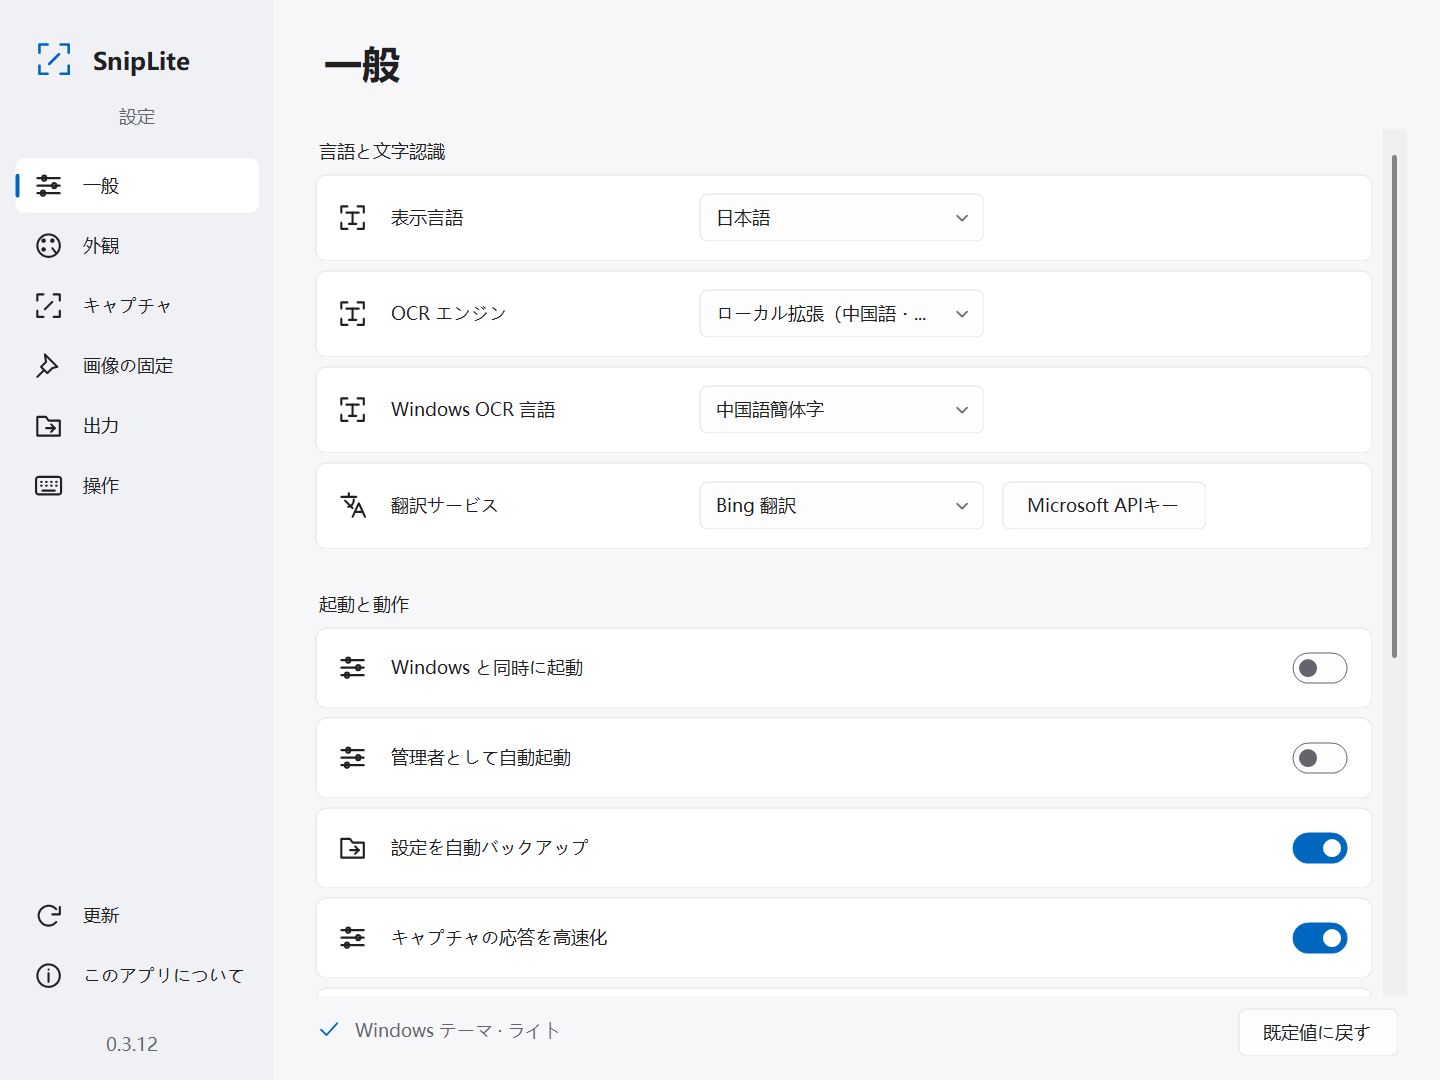 SnipLite
設定
一般
外観
キャプチャ
画像の固定
出力
操作
更新
このアプリについて
0.3.12
一般
言語と文字認識
表示言語
日本語
OCR エンジン
ローカル拡張（中国語・...
Windows OCR 言語
中国語簡体字
翻訳サービス
Bing 翻訳
Microsoft APIキー
起動と動作
Windows と同時に起動
管理者として自動起動
設定を自動バックアップ
キャプチャの応答を高速化
Windows テーマ · ライト
既定値に戻す